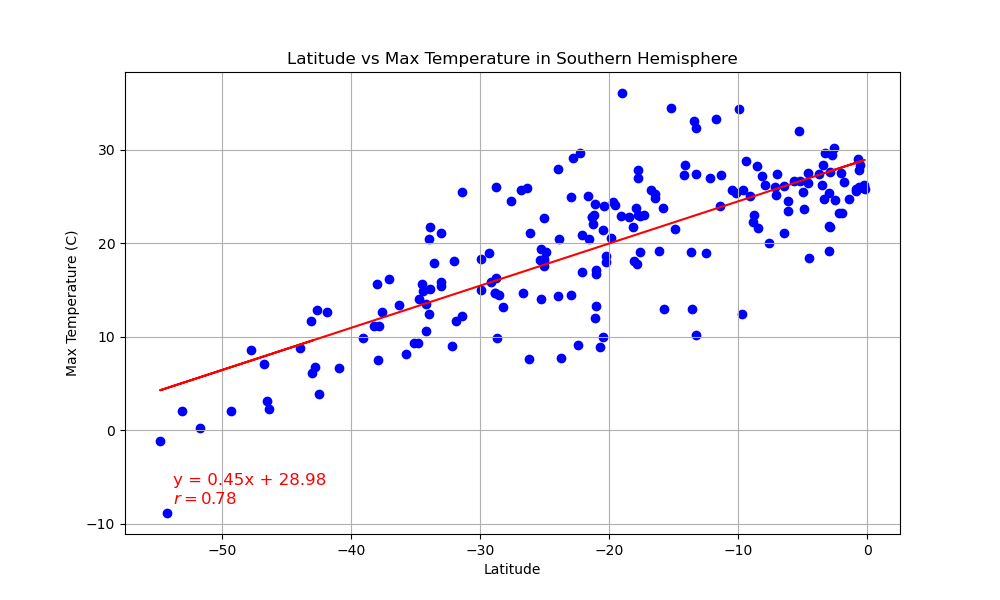 Latitude vs Max Temperature in Southern Hemisphere
Max Temperature (C)
30
20
10
0
−10
y = 0.45x + 28.98
r = 0.78
−50
−40
−30
−20
−10
0
Latitude